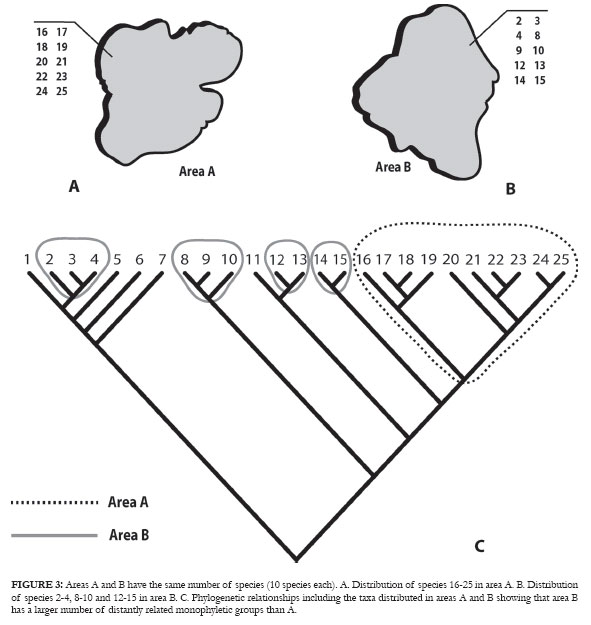 16 17
18 19
20 21
22 23
24 25
Area A
A
2 3
4 8
9 10
12 13
14 15
Area B
B
1 2 3 4 5 6 7 8 9 10 11 12 13 14 15 16 17 18 19 20 21 22 23 24 25
Area A
Area B
C
FIGURE 3: Areas A and B have the same number of species (10 species each). A. Distribution of species 16-25 in area A. B. Distribution
of species 2-4, 8-10 and 12-15 in area B. C. Phylogenetic relationships including the taxa distributed in areas A and B showing that area B
has a larger number of distantly related monophyletic groups than A.